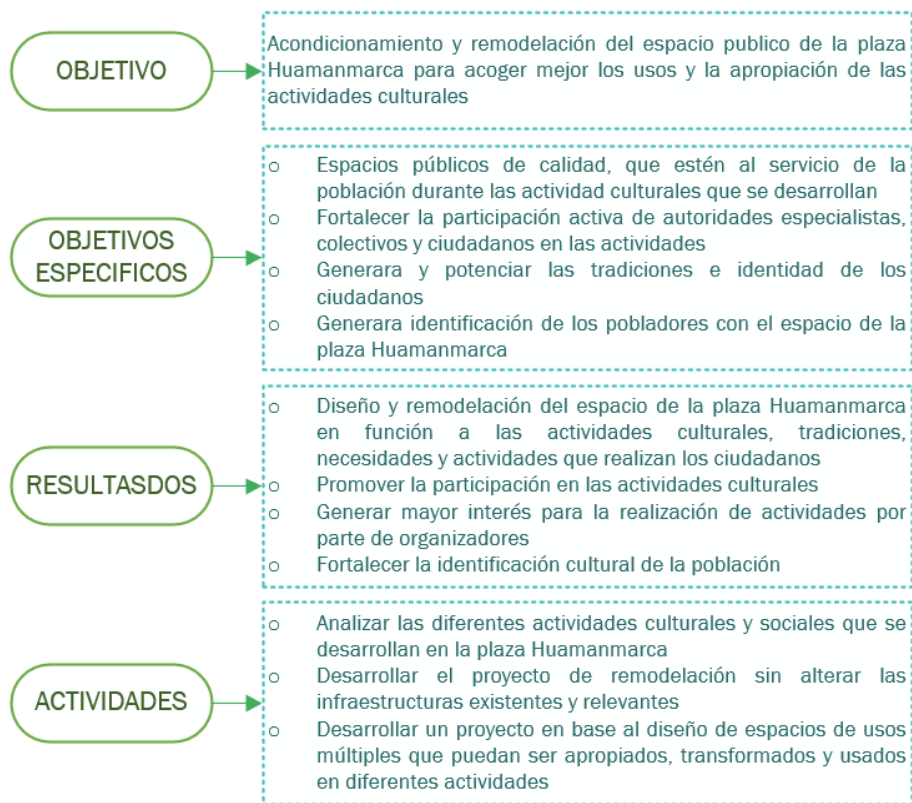 OBJETIVO
Acondicionamiento y remodelación del espacio publico de la plaza
Huamanmarca para acoger mejor los usos y la apropiación de las
actividades culturales
OBJETIVOS
ESPECIFICOS
o Espacios públicos de calidad, que estén al servicio de la
población durante las actividad culturales que se desarrollan
o Fortalecer la participación activa de autoridades especialistas,
colectivos y ciudadanos en las actividades
o Generara y potenciar las tradiciones e identidad de los
ciudadanos
o Generara identificación de los pobladores con el espacio de la
plaza Huamanmarca
RESULTASDOS
o Diseño y remodelación del espacio de la plaza Huamanmarca
en función a las actividades culturales, tradiciones,
necesidades y actividades que realizan los ciudadanos
o Promover la participación en las actividades culturales
o Generar mayor interés para la realización de actividades por
parte de organizadores
o Fortalecer la identificación cultural de la población
ACTIVIDADES
o Analizar las diferentes actividades culturales y sociales que se
desarrollan en la plaza Huamanmarca
o Desarrollar el proyecto de remodelación sin alterar las
infraestructuras existentes y relevantes
o Desarrollar un proyecto en base al diseño de espacios de usos
múltiples que puedan ser apropiados, transformados y usados
en diferentes actividades